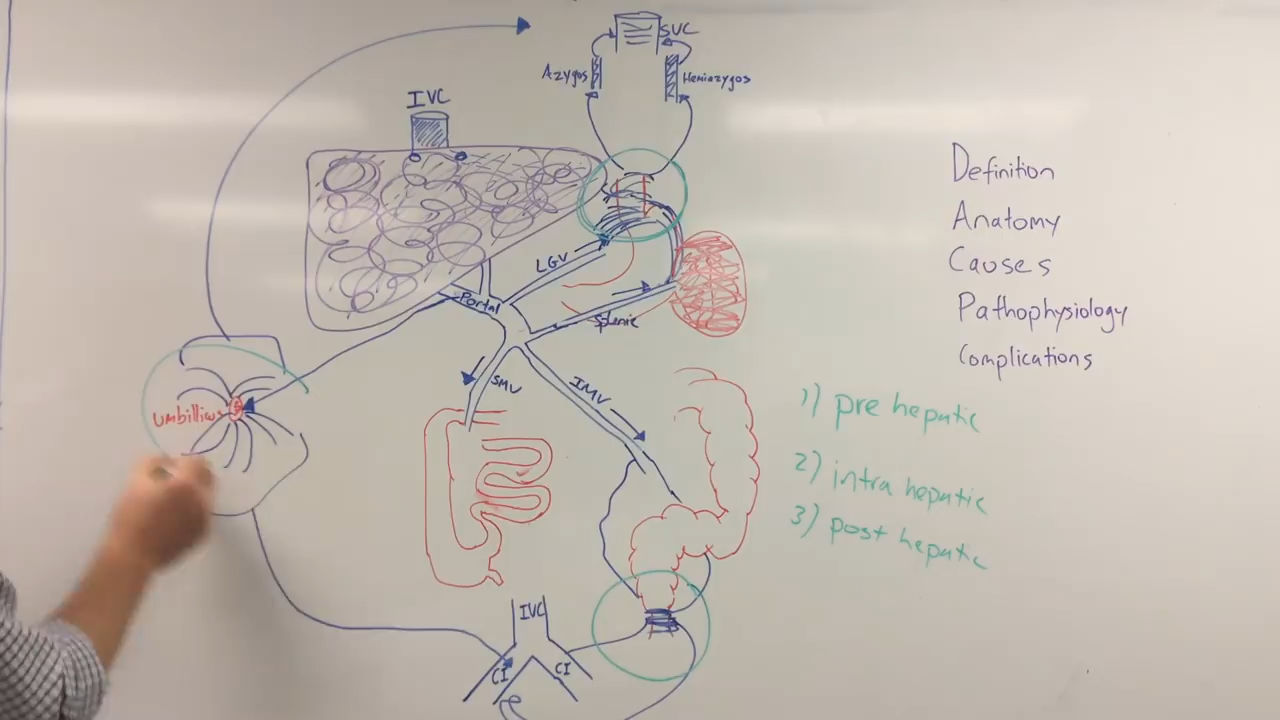 SVC
Azygos
Hemiazygos
IVC
LGV
Portal
Splenic
SMV
IMV
Umbillius
IVC
CI
CI
Definition
Anatomy
Causes
Pathophysiology
Complications
1) pre hepatic
2) intra hepatic
3) post hepatic